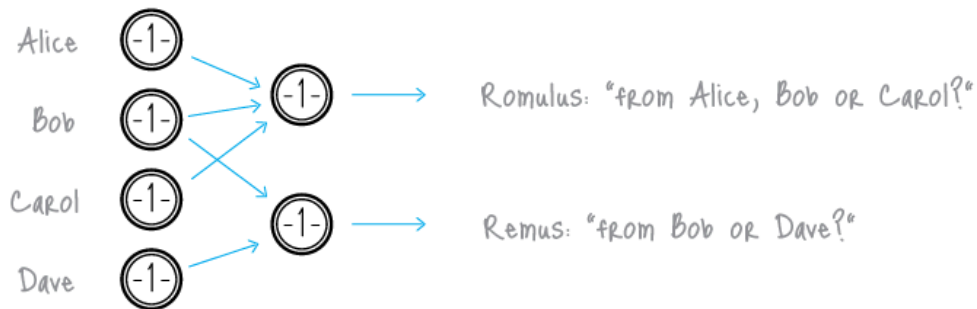 Alice
-1-
-1-
Romulus: "from Alice, Bob or Carol?"
Bob
-1-
Carol
-1-
-1-
Remus: "from Bob or Dave?"
Dave
-1-